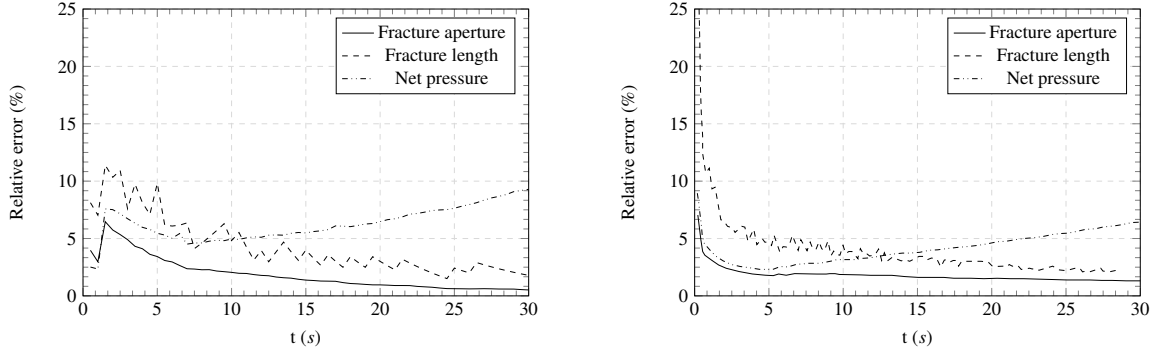 25
20
15
10
5
0
Relative error (%)
0 5 10 15 20 25 30
t (s)
Fracture aperture
Fracture length
Net pressure
25
20
15
10
5
0
Relative error (%)
0 5 10 15 20 25 30
t (s)
Fracture aperture
Fracture length
Net pressure